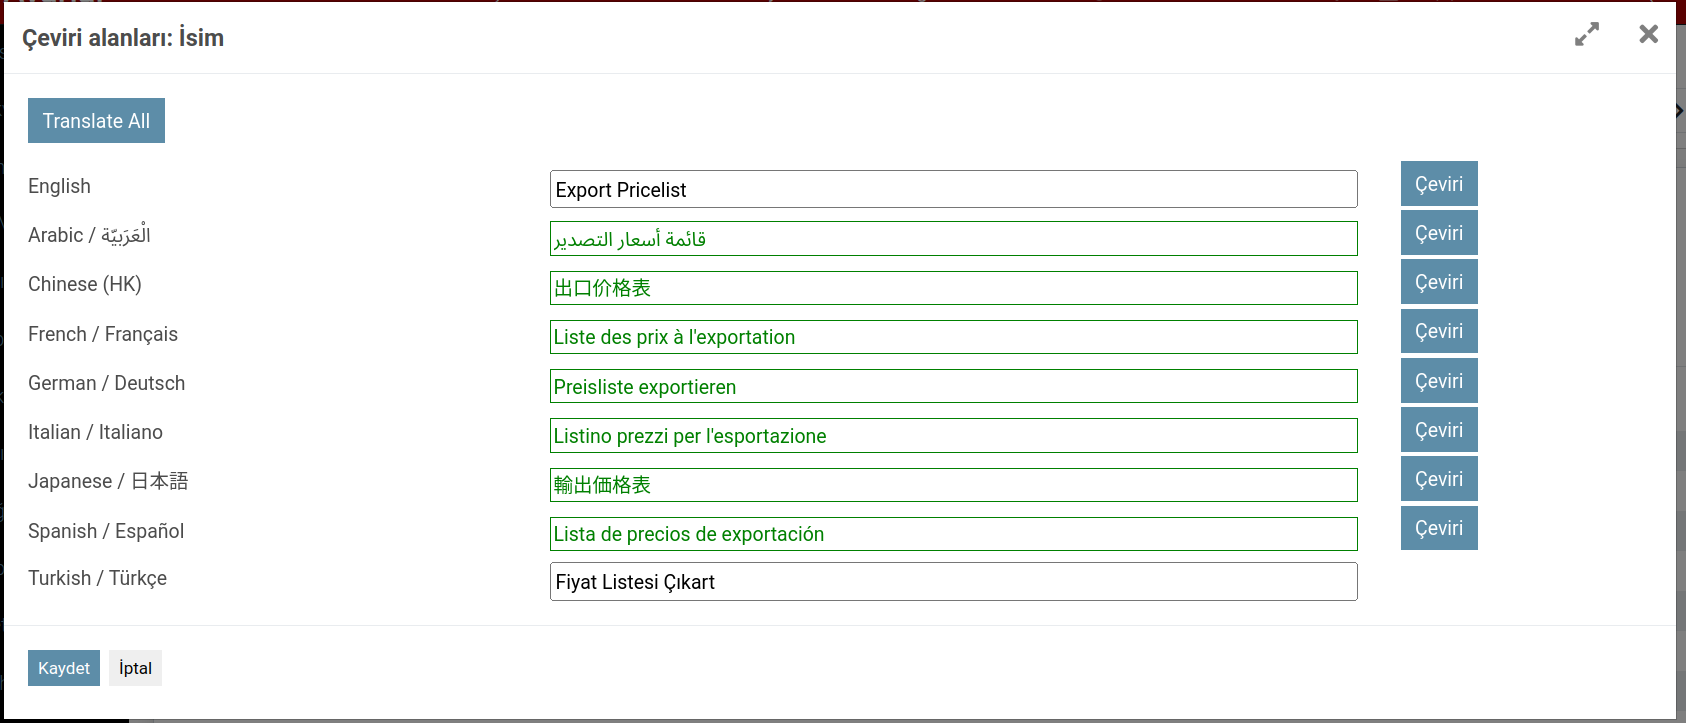 Çeviri alanları: İsim
Translate All
English Export Pricelist Çeviri
Arabic / الْعَرَبيّة قائمة أسعار التصدير Çeviri
Chinese (HK) 出口价格表 Çeviri
French / Français Liste des prix à l'exportation Çeviri
German / Deutsch Preisliste exportieren Çeviri
Italian / Italiano Listino prezzi per l'esportazione Çeviri
Japanese / 日本語 輸出価格表 Çeviri
Spanish / Español Lista de precios de exportación Çeviri
Turkish / Türkçe Fiyat Listesi Çıkart
Kaydet İptal